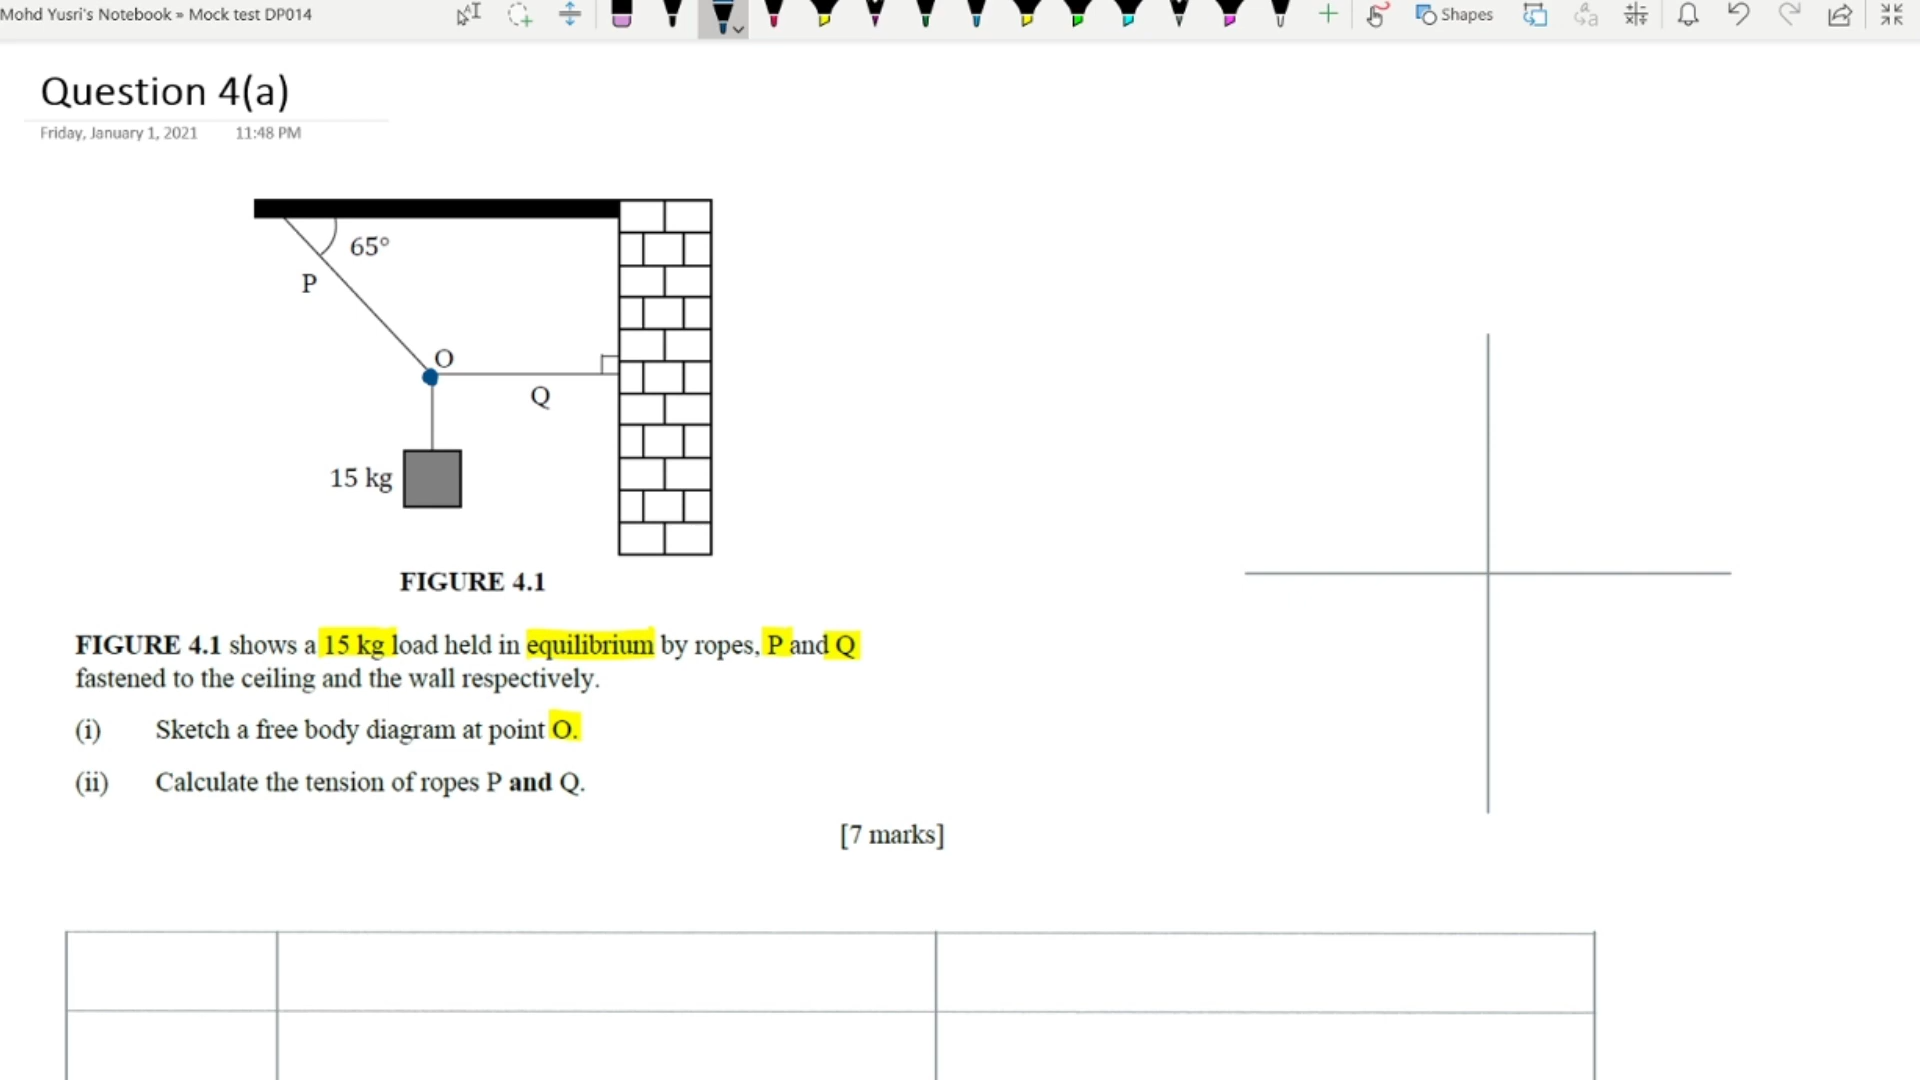 Mohd Yusri's Notebook » Mock test DP014
Shapes
Question 4(a)
Friday, January 1, 2021 11:48 PM
65°
P
O
Q
15 kg
FIGURE 4.1
FIGURE 4.1 shows a 15 kg load held in equilibrium by ropes, P and Q
fastened to the ceiling and the wall respectively.
(i) Sketch a free body diagram at point O.
(ii) Calculate the tension of ropes P and Q.
[7 marks]